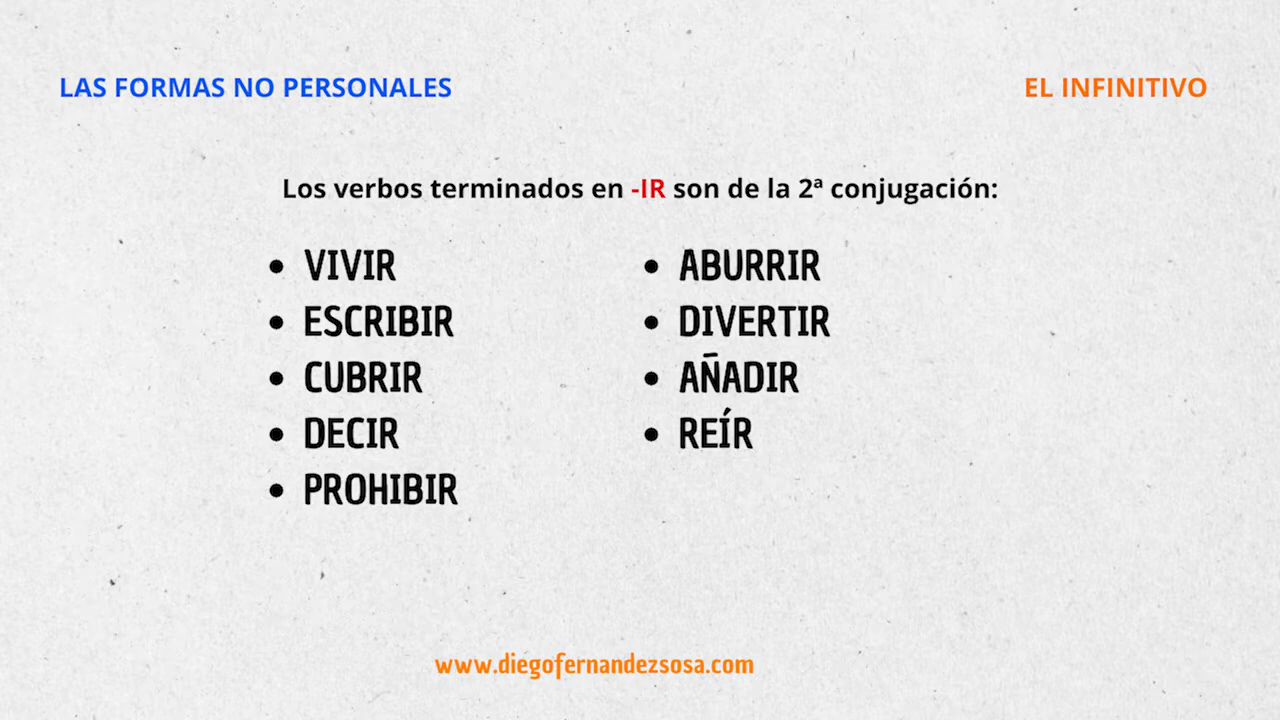 LAS FORMAS NO PERSONALES
EL INFINITIVO
Los verbos terminados en -IR son de la 2ª conjugación:
• VIVIR
• ESCRIBIR
• CUBRIR
• DECIR
• PROHIBIR
• ABURRIR
• DIVERTIR
• AÑADIR
• REÍR
www.diegofernandezsosa.com